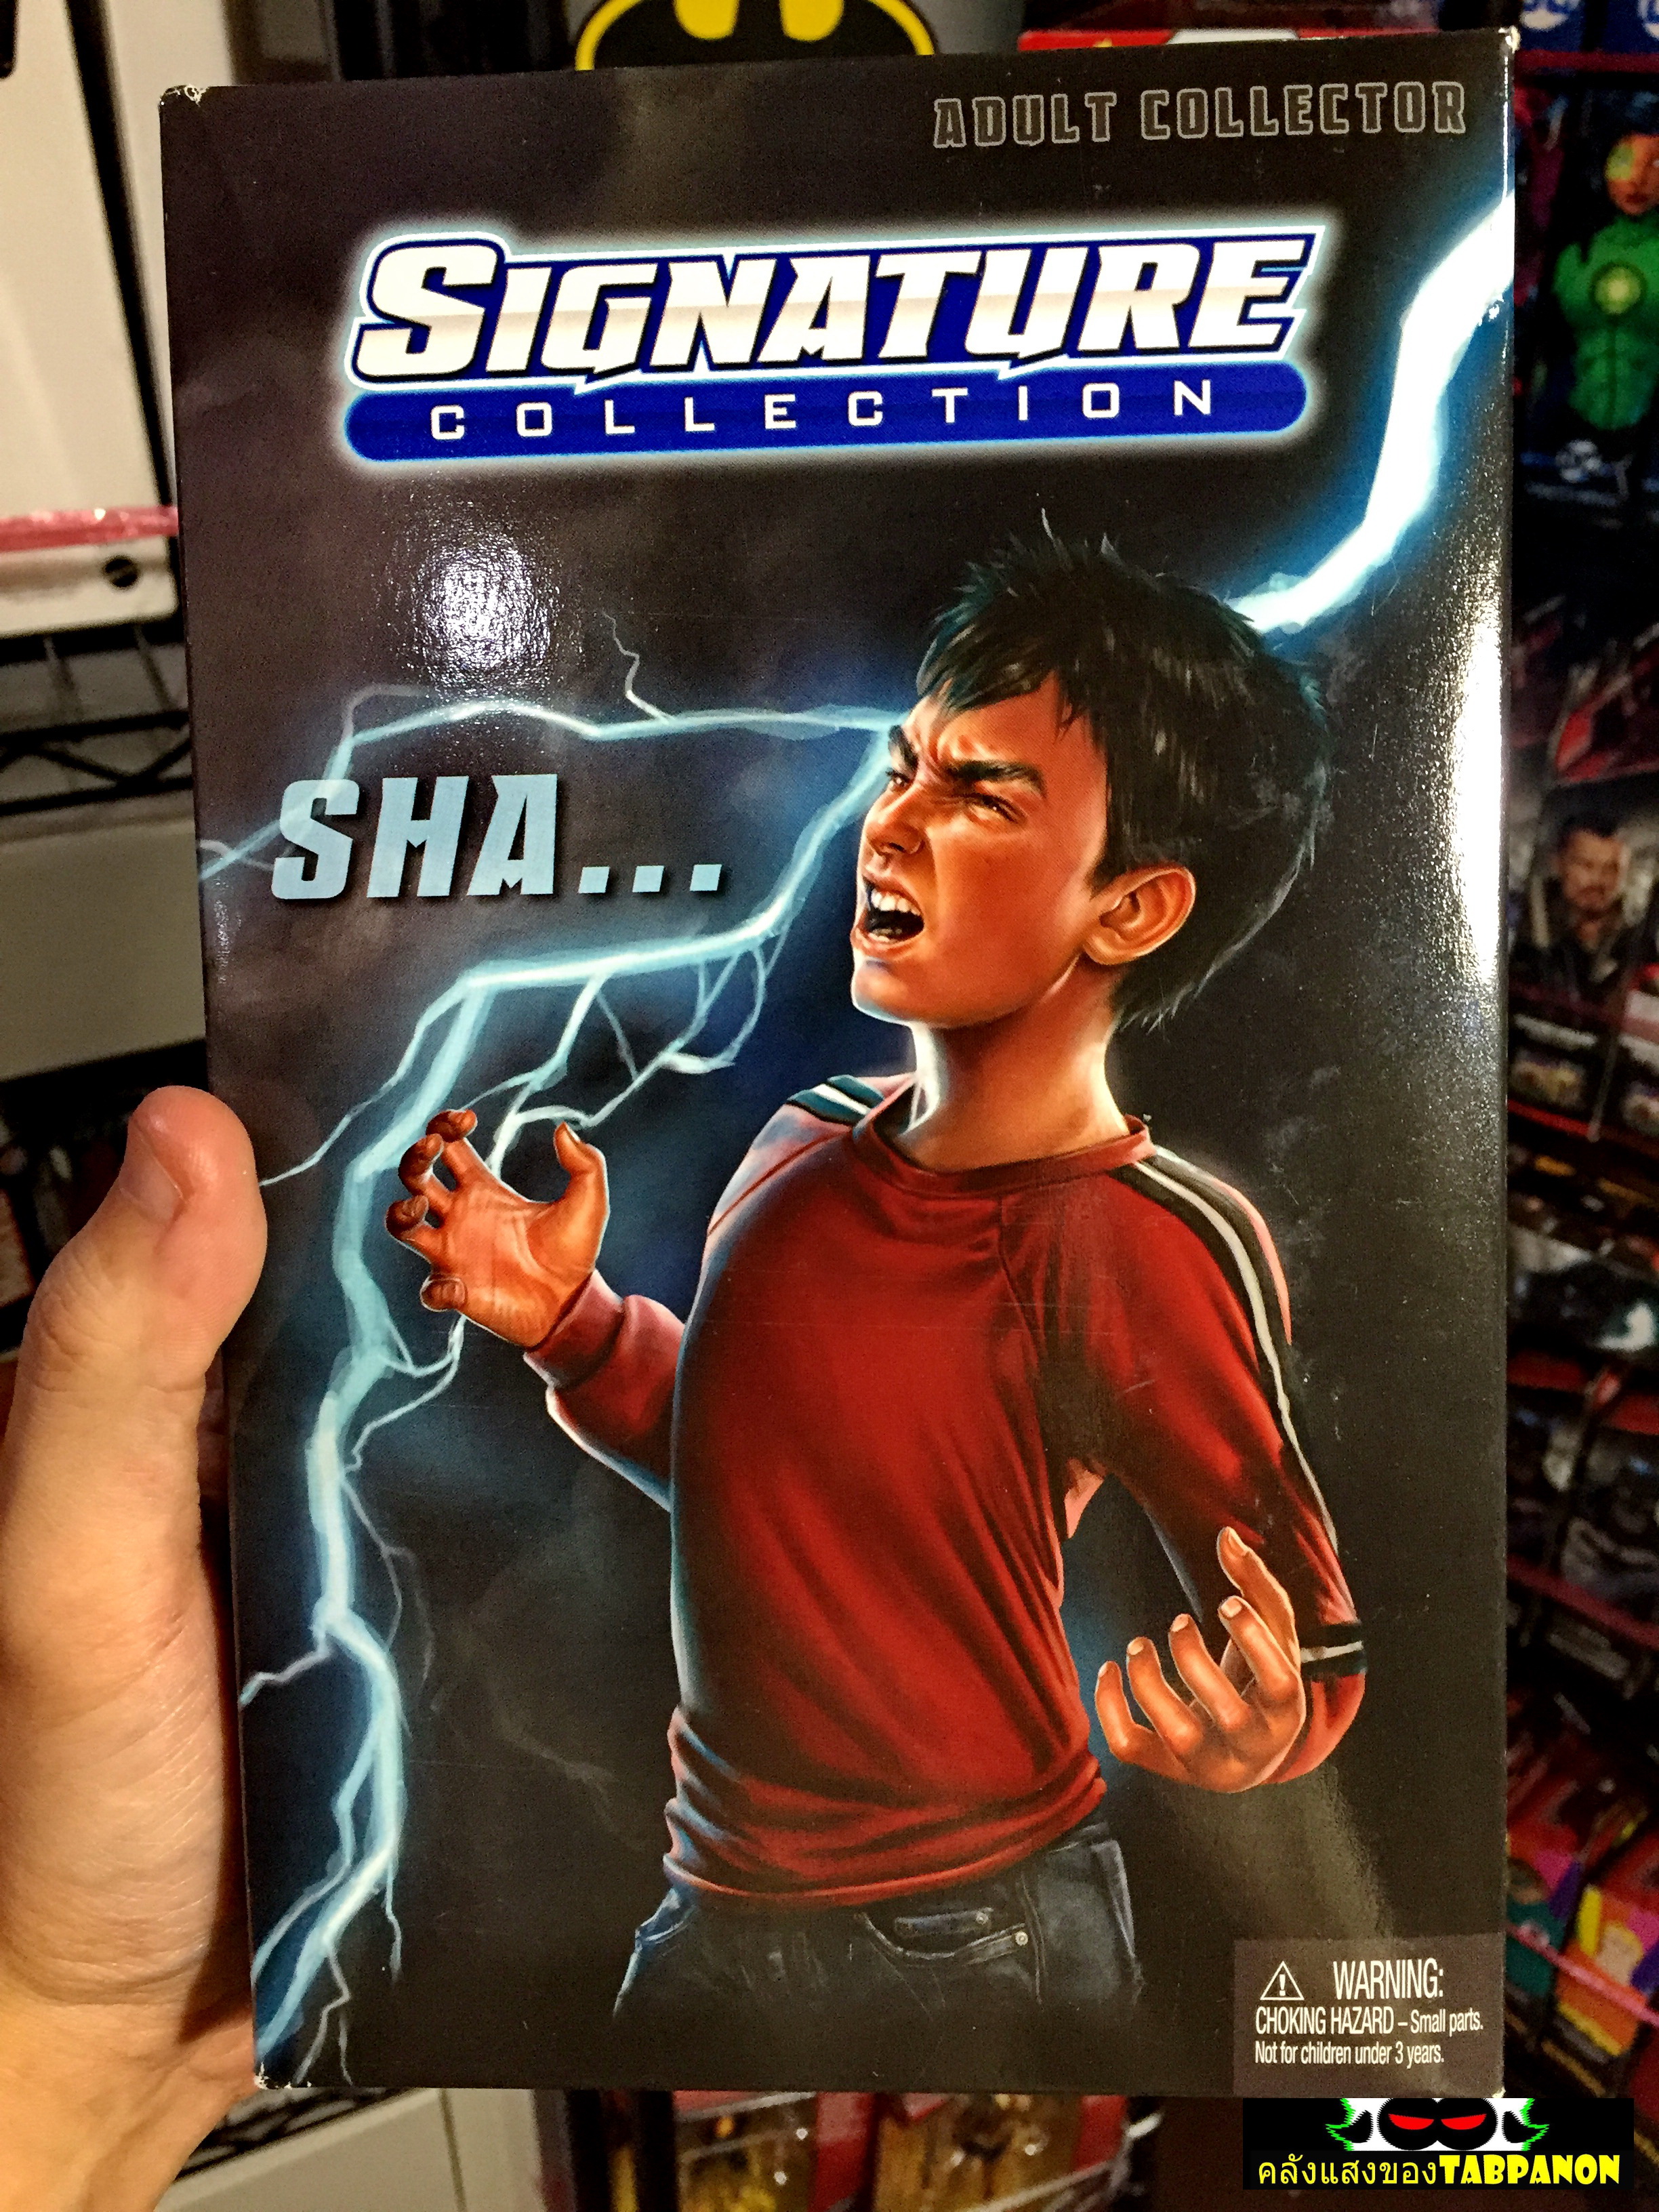 ADULT COLLECTOR
SIGNATURE
COLLECTION
SHA...
WARNING:
CHOKING HAZARD – Small parts.
Not for children under 3 years.
คลังแสงของTABPANON